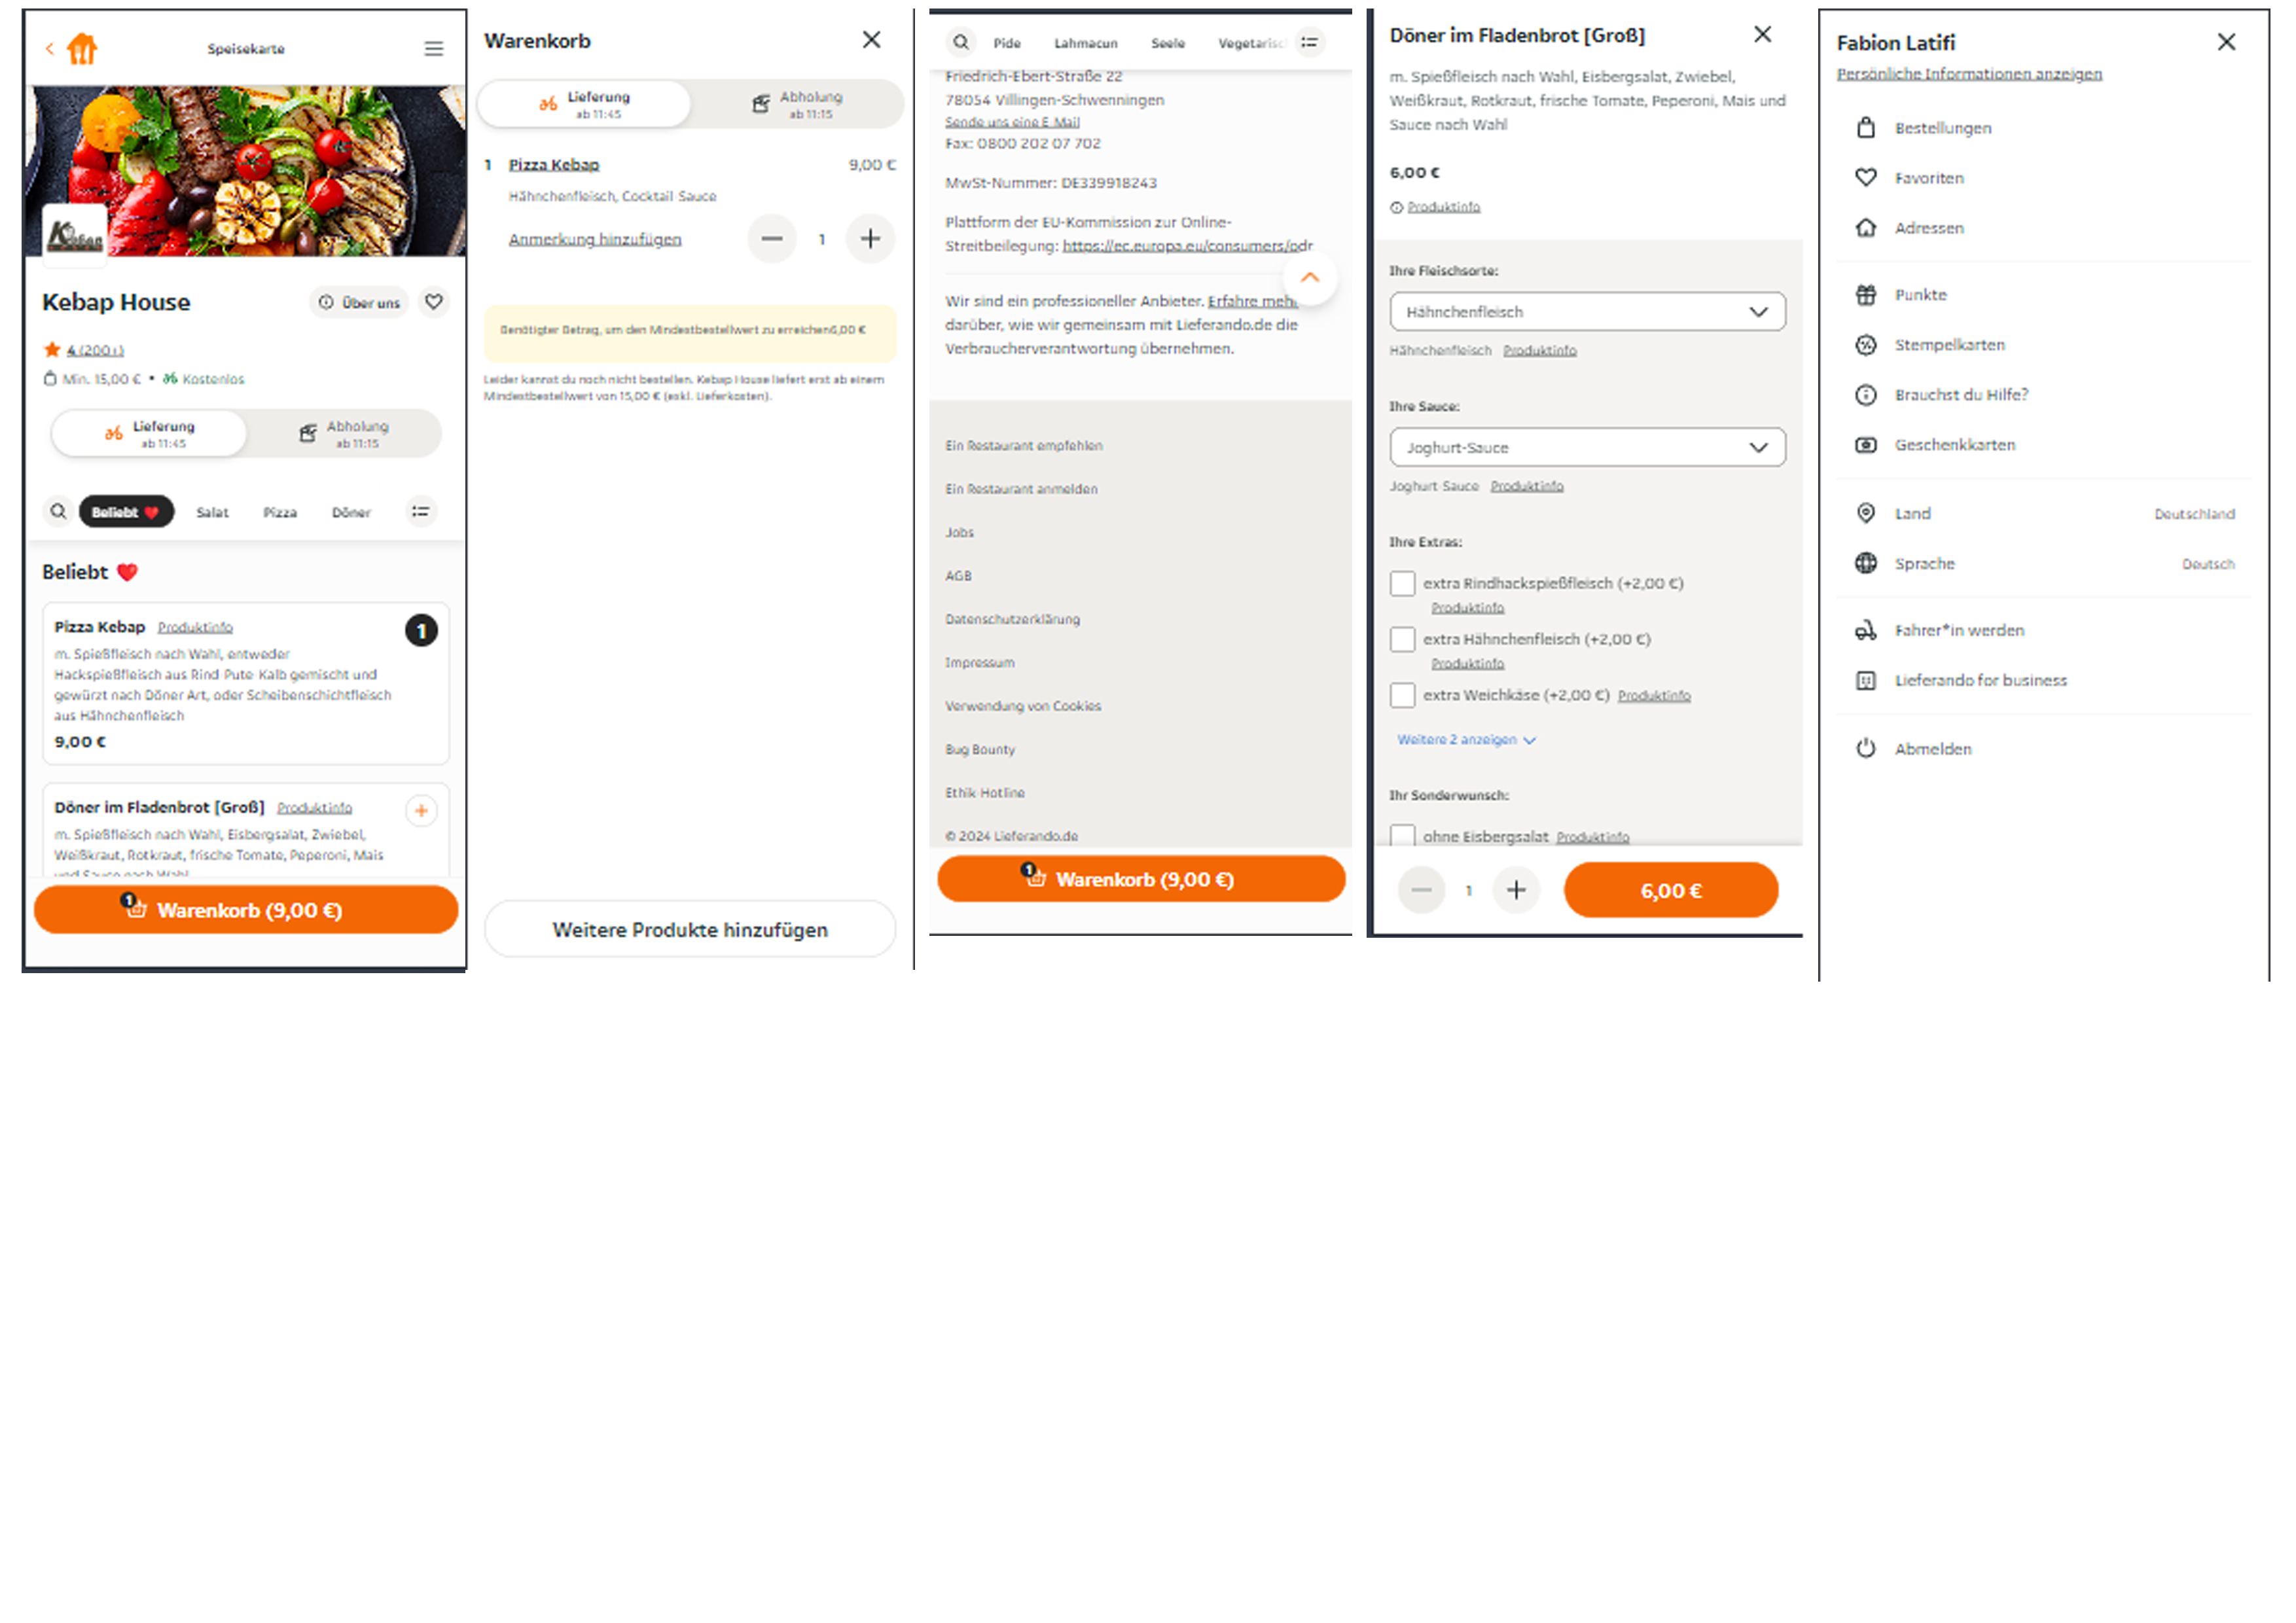 Speisekarte
Kebap House
Über uns
4 (200+)
Min. 15,00 € • Kostenlos
Lieferung
ab 11:45
Abholung
ab 11:15
Beliebt
Salat
Pizza
Döner
Beliebt
Pizza Kebap Produktinfo
1
m. Spießfleisch nach Wahl, entweder
Hackspießfleisch aus Rind-Pute-Kalb gemischt und
gewürzt nach Döner Art, oder Scheibenschichtfleisch
aus Hähnchenfleisch
9,00 €
Döner im Fladenbrot [Groß] Produktinfo
m. Spießfleisch nach Wahl, Eisbergsalat, Zwiebel,
Weißkraut, Rotkraut, frische Tomate, Peperoni, Mais
und Sauce nach Wahl
1 Warenkorb (9,00 €)
Warenkorb
Lieferung
ab 11:45
Abholung
ab 11:15
1 Pizza Kebap 9,00 €
Hähnchenfleisch, Cocktail-Sauce
Anmerkung hinzufügen
1
Benötigter Betrag, um den Mindestbestellwert zu erreichen6,00 €
Leider kannst du noch nicht bestellen. Kebap House liefert erst ab einem
Mindestbestellwert von 15,00 € (exkl. Lieferkosten).
Weitere Produkte hinzufügen
Pide
Lahmacun
Seele
Vegetarisc
Friedrich-Ebert-Straße 22
78054 Villingen-Schwenningen
Sende uns eine E-Mail
Fax: 0800 202 07 702
MwSt-Nummer: DE339918243
Plattform der EU-Kommission zur Online-
Streitbeilegung: https://ec.europa.eu/consumers/odr
Wir sind ein professioneller Anbieter. Erfahre mehr
darüber, wie wir gemeinsam mit Lieferando.de die
Verbraucherverantwortung übernehmen.
Ein Restaurant empfehlen
Ein Restaurant anmelden
Jobs
AGB
Datenschutzerklärung
Impressum
Verwendung von Cookies
Bug Bounty
Ethik-Hotline
© 2024 Lieferando.de
1 Warenkorb (9,00 €)
Döner im Fladenbrot [Groß]
m. Spießfleisch nach Wahl, Eisbergsalat, Zwiebel,
Weißkraut, Rotkraut, frische Tomate, Peperoni, Mais und
Sauce nach Wahl
6,00 €
Produktinfo
Ihre Fleischsorte:
Hähnchenfleisch
Hähnchenfleisch Produktinfo
Ihre Sauce:
Joghurt-Sauce
Joghurt-Sauce Produktinfo
Ihre Extras:
extra Rindhackspießfleisch (+2,00 €)
Produktinfo
extra Hähnchenfleisch (+2,00 €)
Produktinfo
extra Weichkäse (+2,00 €) Produktinfo
Weitere 2 anzeigen
Ihr Sonderwunsch:
ohne Eisbergsalat Produktinfo
1
6,00 €
Fabion Latifi
Persönliche Informationen anzeigen
Bestellungen
Favoriten
Adressen
Punkte
Stempelkarten
Brauchst du Hilfe?
Geschenkkarten
Land Deutschland
Sprache Deutsch
Fahrer*in werden
Lieferando for business
Abmelden